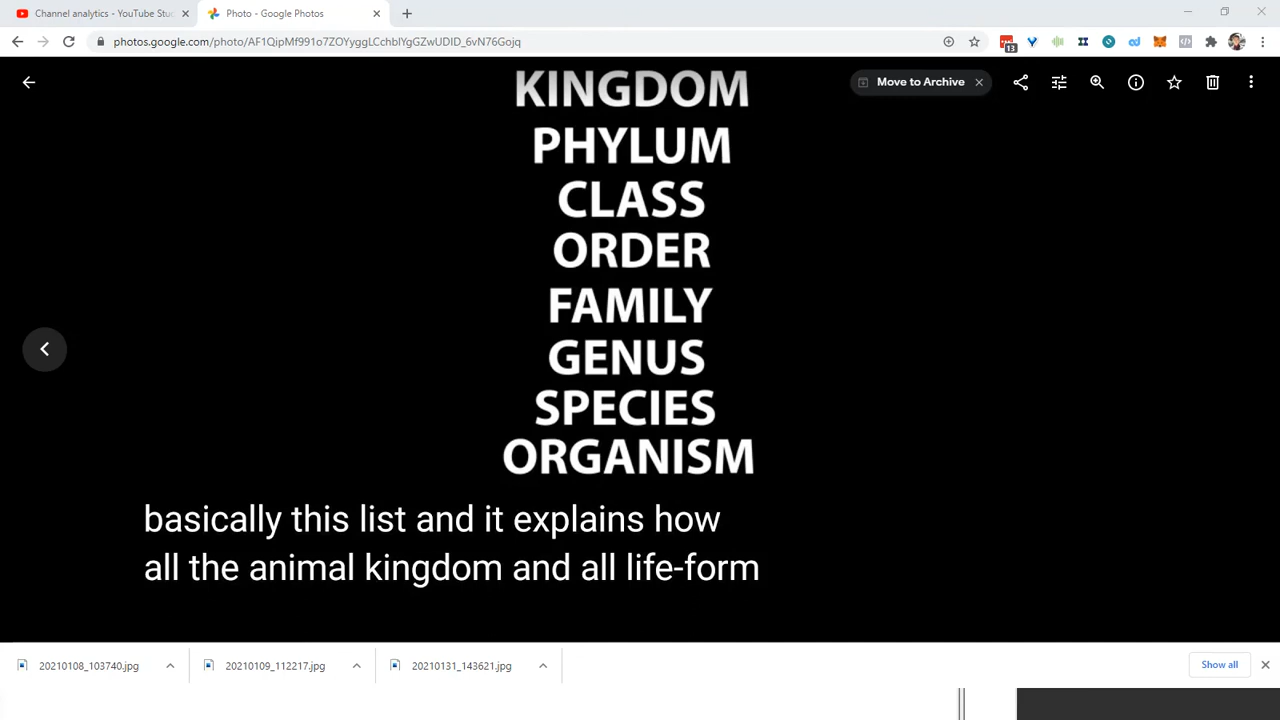 Channel analytics - YouTube Stu
Photo - Google Photos
photos.google.com/photo/AF1QipMf991o7ZOYyggLCchbIYgGZwUDID_6vN76Gojq
13
Move to Archive
KINGDOM
PHYLUM
CLASS
ORDER
FAMILY
GENUS
SPECIES
ORGANISM
basically this list and it explains how
all the animal kingdom and all life-form
20210108_103740.jpg
20210109_112217.jpg
20210131_143621.jpg
Show all